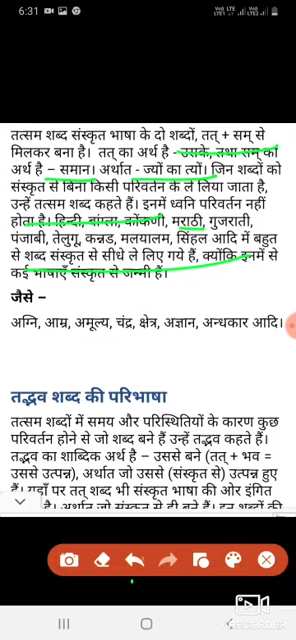 6:31
तत्सम शब्द संस्कृत भाषा के दो शब्दों, तत् + सम् से
मिलकर बना है। तत् का अर्थ है - उसके, तथा सम् का
अर्थ है – समान। अर्थात - ज्यों का त्यों। जिन शब्दों को
संस्कृत से बिना किसी परिवर्तन के ले लिया जाता है,
उन्हें तत्सम शब्द कहते हैं। इनमें ध्वनि परिवर्तन नहीं
होता है। हिन्दी, बांग्ला, कोंकणी, मराठी, गुजराती,
पंजाबी, तेलुगू, कन्नड, मलयालम, सिंहल आदि में बहुत
से शब्द संस्कृत से सीधे ले लिए गये हैं, क्योंकि इनमें से
कई भाषाएँ संस्कृत से जन्मी हैं।
जैसे –
अग्नि, आम्र, अमूल्य, चंद्र, क्षेत्र, अज्ञान, अन्धकार आदि।
तद्भव शब्द की परिभाषा
तत्सम शब्दों में समय और परिस्थितियों के कारण कुछ
परिवर्तन होने से जो शब्द बने हैं उन्हें तद्भव कहते हैं।
तद्भव का शाब्दिक अर्थ है – उससे बने (तत् + भव =
उससे उत्पन्न), अर्थात जो उससे (संस्कृत से) उत्पन्न हुए
हैं। यहाँ पर तत् शब्द भी संस्कृत भाषा की ओर इंगित
है। अर्थात जो संस्कृत से ही बने हैं। इन शब्दों की